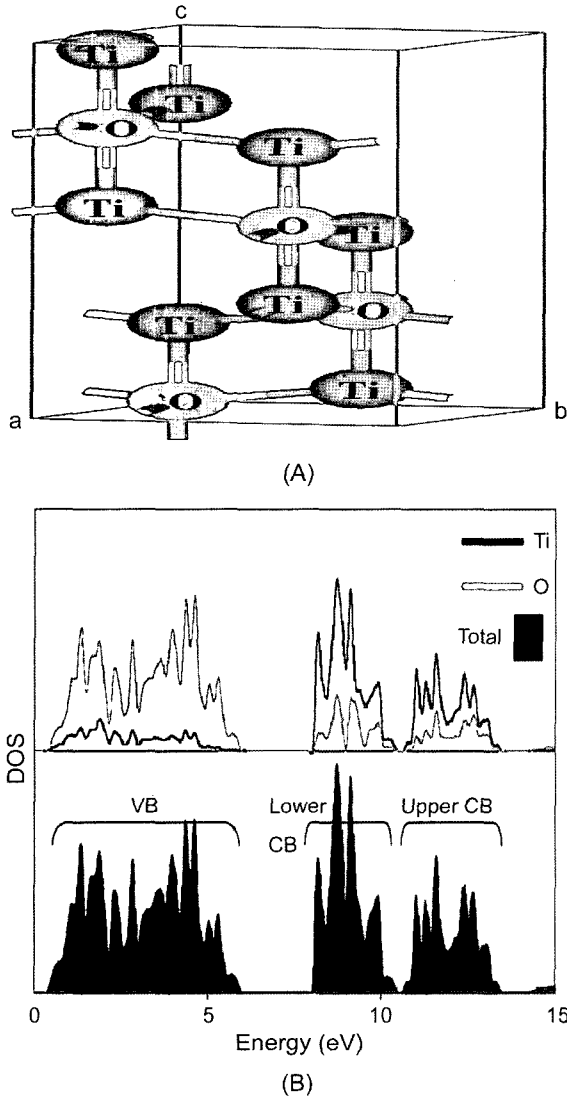 c
Ti
Ti
O
Ti
Ti
O
Ti
Ti
O
Ti
Ti
O
a
b
(A)
Ti
O
Total
DOS
VB
Lower
CB
Upper CB
0
5
10
15
Energy (eV)
(B)